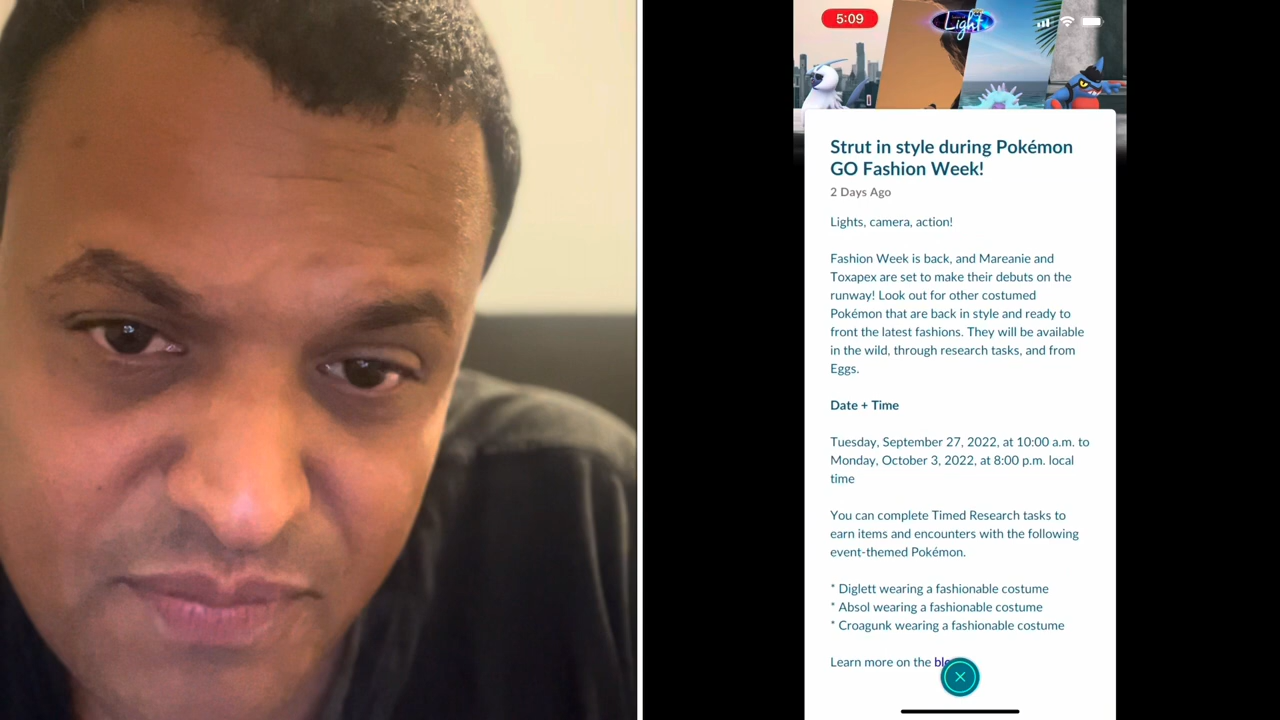 5:09
Light
Strut in style during Pokémon
GO Fashion Week!
2 Days Ago
Lights, camera, action!
Fashion Week is back, and Mareanie and
Toxapex are set to make their debuts on the
runway! Look out for other costumed
Pokémon that are back in style and ready to
front the latest fashions. They will be available
in the wild, through research tasks, and from
Eggs.
Date + Time
Tuesday, September 27, 2022, at 10:00 a.m. to
Monday, October 3, 2022, at 8:00 p.m. local
time
You can complete Timed Research tasks to
earn items and encounters with the following
event-themed Pokémon.
* Diglett wearing a fashionable costume
* Absol wearing a fashionable costume
* Croagunk wearing a fashionable costume
Learn more on the